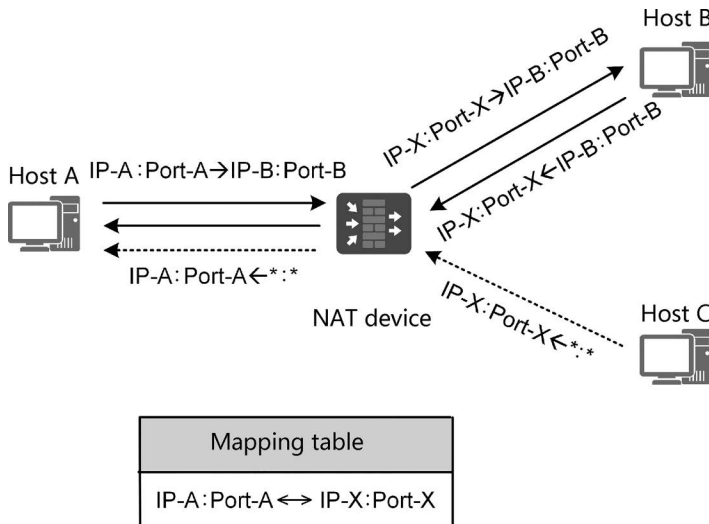 Host B
IP-X:Port-X→IP-B:Port-B
IP-X:Port-X←IP-B:Port-B
Host A
IP-A:Port-A→IP-B:Port-B
IP-A:Port-A←*:*
NAT device
IP-X:Port-X←*:*
Host C
Mapping table
IP-A:Port-A↔IP-X:Port-X